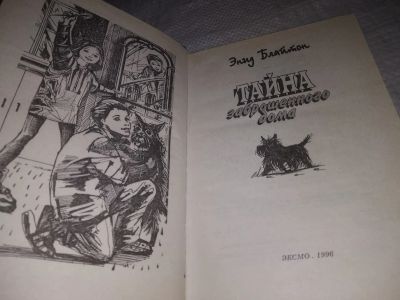 Энид Блайтон
ТАЙНА
заброшенного
дома
ЭКСМО . 1996